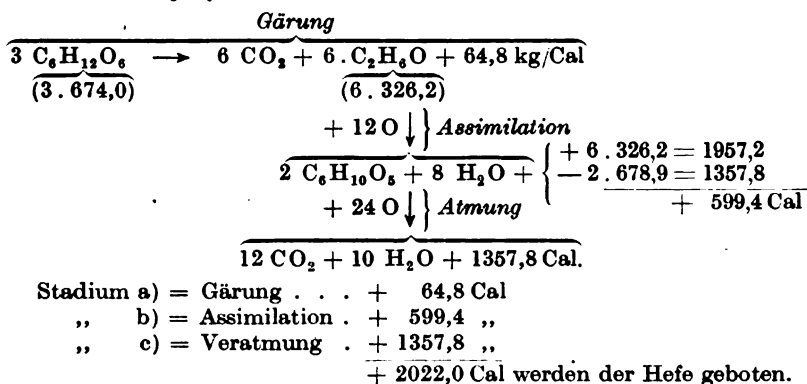 Gärung
3 C₆H₁₂O₆ ⟶ 6 CO₂ + 6 . C₂H₆O + 64,8 kg/Cal
(3 . 674,0) (6 . 326,2)
+ 12 O ↓ } Assimilation
2 C₆H₁₀O₅ + 8 H₂O + { + 6 . 326,2 = 1957,2
− 2 . 678,9 = 1357,8
+ 599,4 Cal
+ 24 O ↓ } Atmung
12 CO₂ + 10 H₂O + 1357,8 Cal.
Stadium a) = Gärung . . . + 64,8 Cal
„ b) = Assimilation . + 599,4 „
„ c) = Veratmung . + 1357,8 „
+ 2022,0 Cal werden der Hefe geboten.